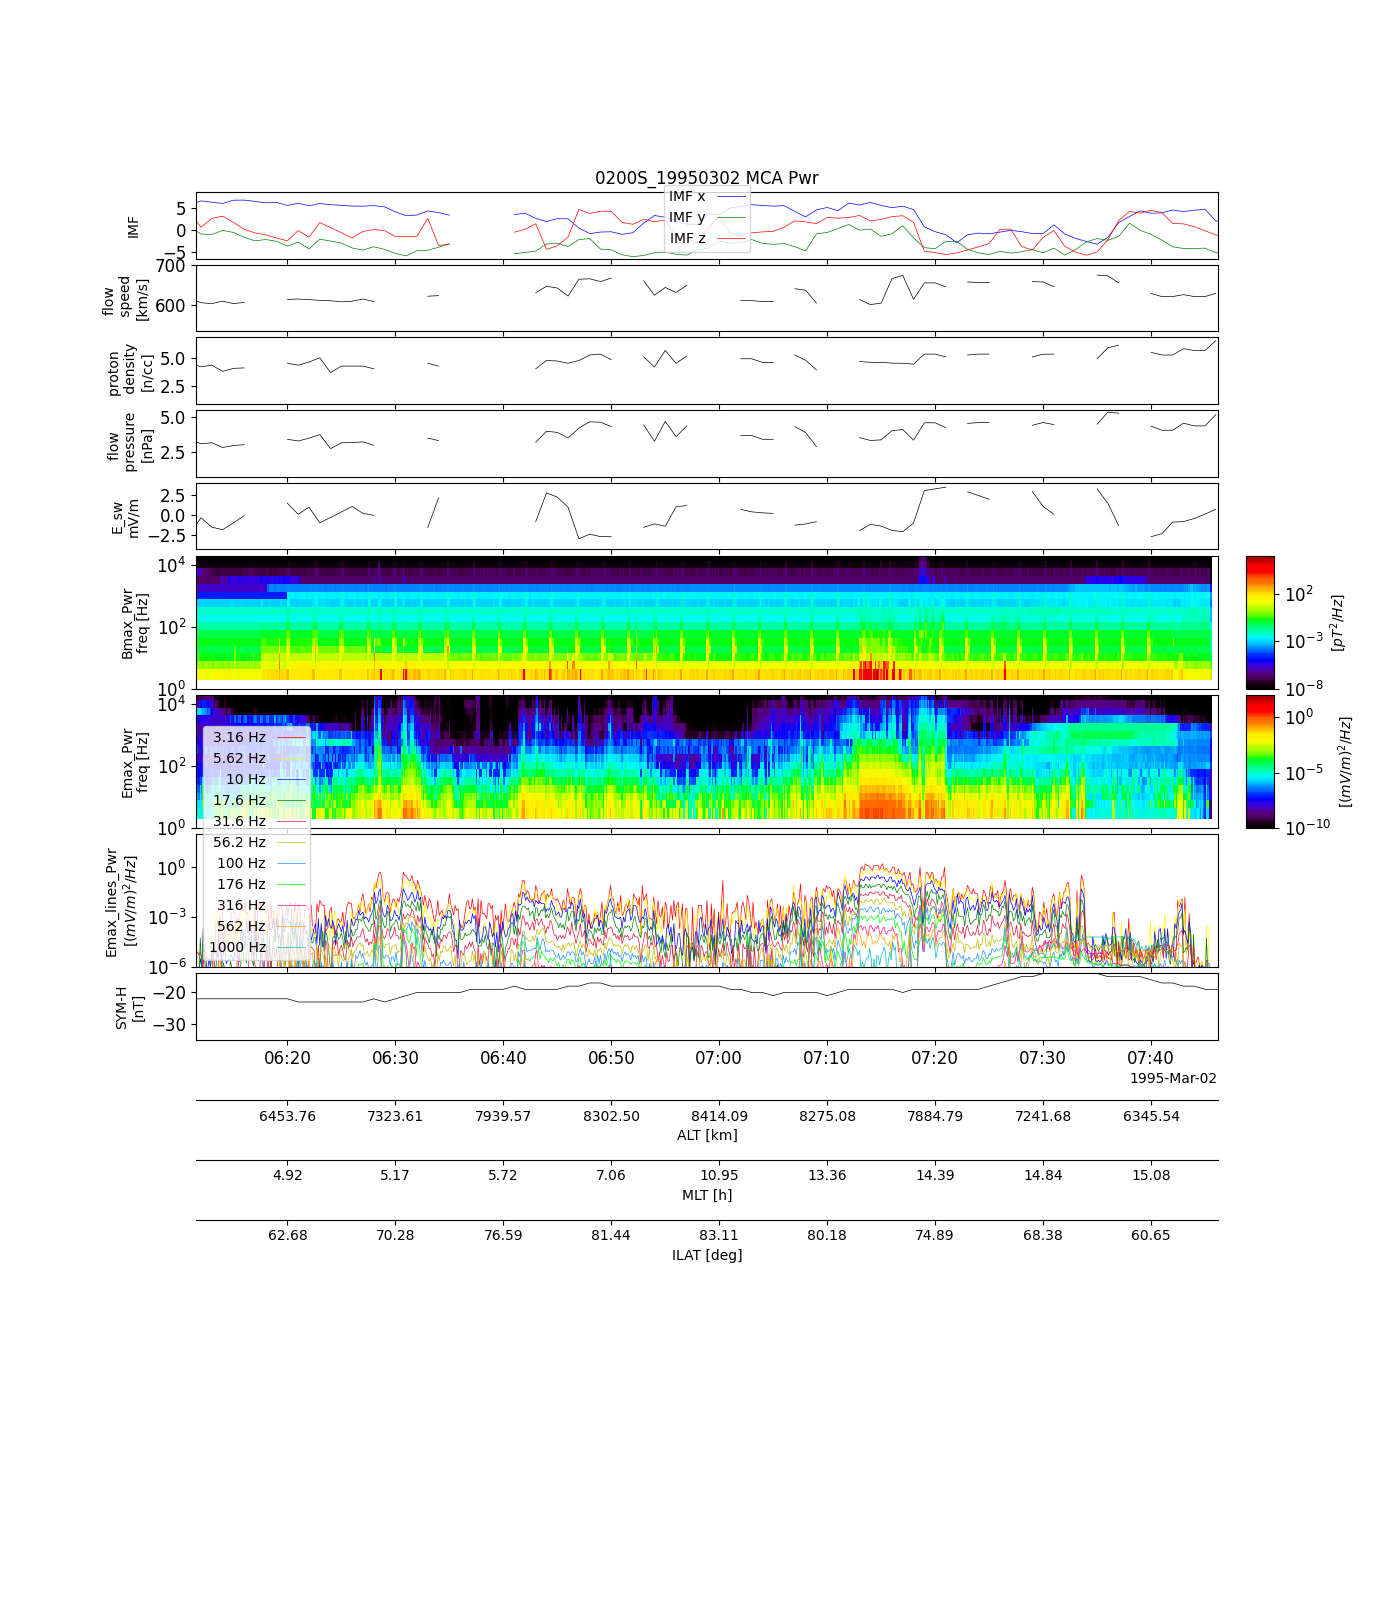 0200S_19950302 MCA Pwr
IMF
5
0
−5
IMF x
IMF y
IMF z
flow
speed
[km/s]
700
600
proton
density
[n/cc]
5.0
2.5
flow
pressure
[nPa]
5.0
2.5
E_sw
mV/m
2.5
0.0
−2.5
Bmax_Pwr
freq [Hz]
10^4
10^2
10^0
10^2
10^−3
10^−8
[pT^2/Hz]
Emax_Pwr
freq [Hz]
10^4
10^2
10^0
10^0
10^−5
10^−10
[(mV/m)^2/Hz]
3.16 Hz
5.62 Hz
10 Hz
17.6 Hz
31.6 Hz
56.2 Hz
100 Hz
176 Hz
316 Hz
562 Hz
1000 Hz
Emax_lines_Pwr
[(mV/m)^2/Hz]
10^0
10^−3
10^−6
SYM-H
[nT]
−20
−30
06:20 06:30 06:40 06:50 07:00 07:10 07:20 07:30 07:40
1995-Mar-02
6453.76 7323.61 7939.57 8302.50 8414.09 8275.08 7884.79 7241.68 6345.54
ALT [km]
4.92 5.17 5.72 7.06 10.95 13.36 14.39 14.84 15.08
MLT [h]
62.68 70.28 76.59 81.44 83.11 80.18 74.89 68.38 60.65
ILAT [deg]